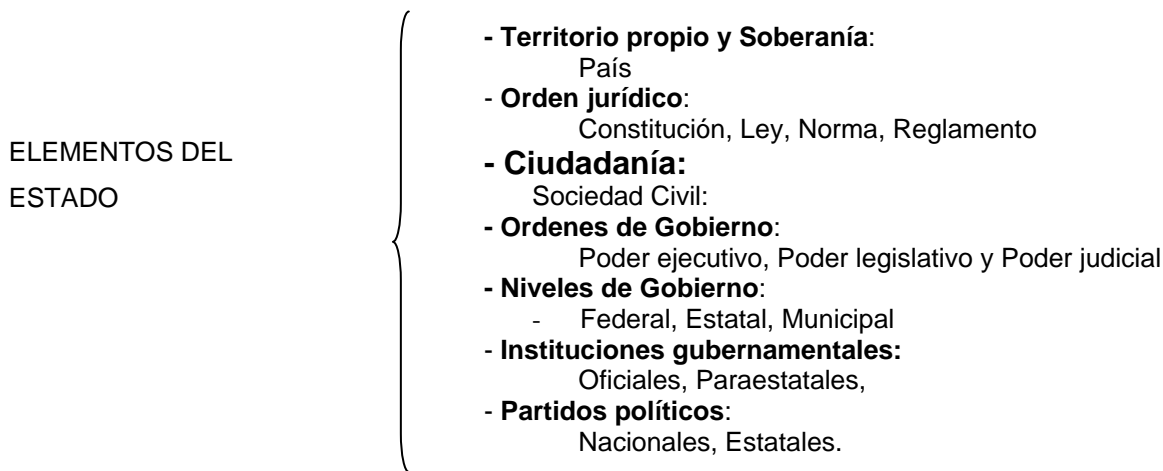 ELEMENTOS DEL
ESTADO
- Territorio propio y Soberanía:
País
- Orden jurídico:
Constitución, Ley, Norma, Reglamento
- Ciudadanía:
Sociedad Civil:
- Ordenes de Gobierno:
Poder ejecutivo, Poder legislativo y Poder judicial
- Niveles de Gobierno:
- Federal, Estatal, Municipal
- Instituciones gubernamentales:
Oficiales, Paraestatales,
- Partidos políticos:
Nacionales, Estatales.